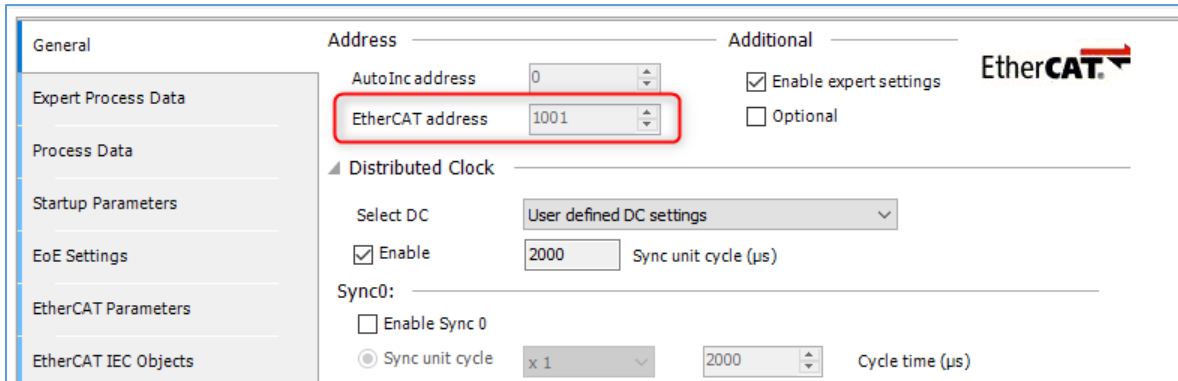 General
Expert Process Data
Process Data
Startup Parameters
EoE Settings
EtherCAT Parameters
EtherCAT IEC Objects
Address
AutoInc address 0
EtherCAT address 1001
Additional
Enable expert settings
Optional
EtherCAT.
Distributed Clock
Select DC User defined DC settings
Enable 2000 Sync unit cycle (µs)
Sync0:
Enable Sync 0
Sync unit cycle x 1 2000 Cycle time (µs)